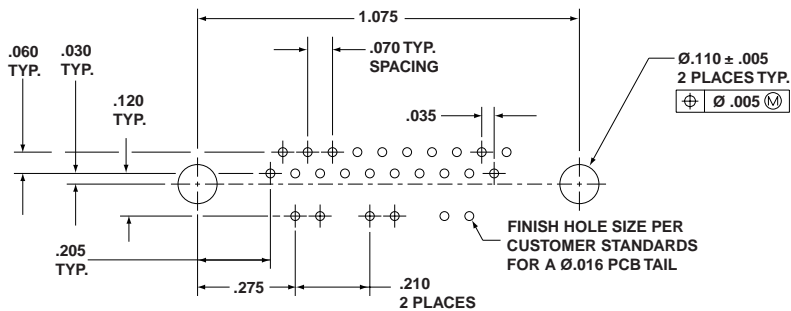 1.075
.060
TYP.
.030
TYP.
.070 TYP.
SPACING
Ø.110 ± .005
2 PLACES TYP.
⌖ Ø .005 Ⓜ
.120
TYP.
.035
FINISH HOLE SIZE PER
CUSTOMER STANDARDS
FOR A Ø.016 PCB TAIL
.205
TYP.
.275
.210
2 PLACES